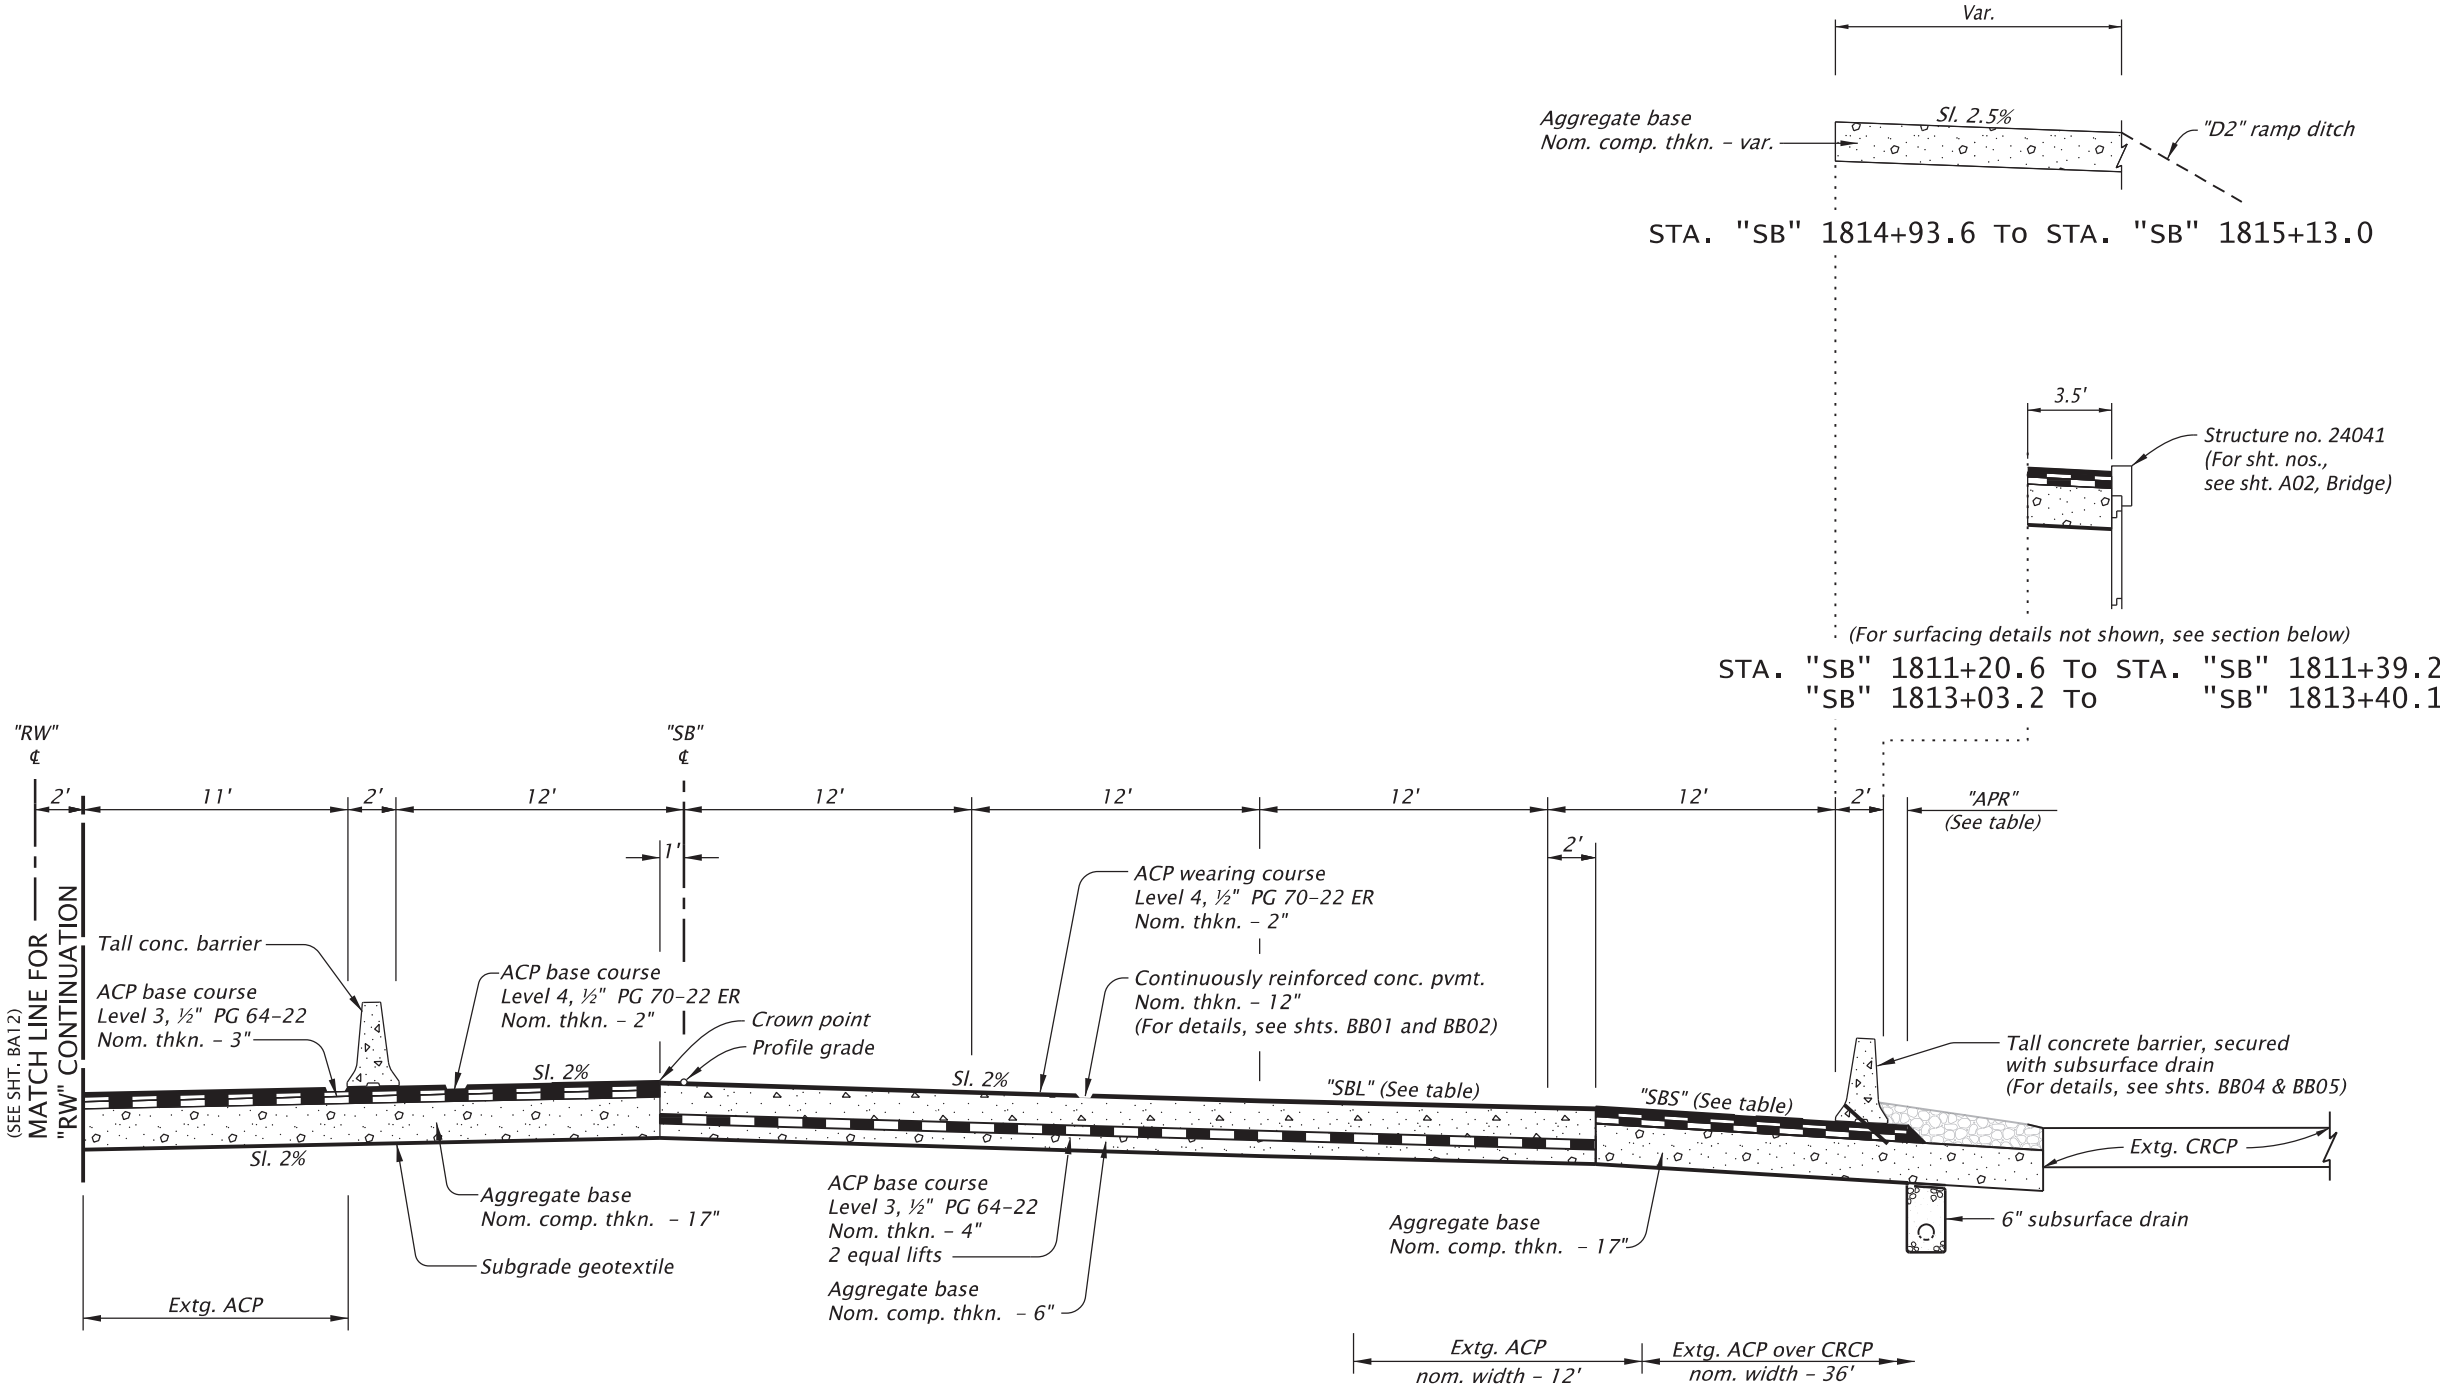 Var.
Aggregate base
Nom. comp. thkn. – var.
Sl. 2.5%
"D2" ramp ditch
STA. "SB" 1814+93.6 To STA. "SB" 1815+13.0
3.5'
Structure no. 24041
(For sht. nos.,
see sht. A02, Bridge)
(For surfacing details not shown, see section below)
STA. "SB" 1811+20.6 To STA. "SB" 1811+39.2
"SB" 1813+03.2 To "SB" 1813+40.1
"RW"
℄
"SB"
℄
2' 11' 2' 12' 12' 12' 12' 12' 2' "APR"
(See table)
1'
2'
(SEE SHT. BA12)
MATCH LINE FOR
"RW" CONTINUATION
Tall conc. barrier
ACP base course
Level 3, ½" PG 64–22
Nom. thkn. – 3"
ACP base course
Level 4, ½" PG 70–22 ER
Nom. thkn. – 2"
Crown point
Profile grade
ACP wearing course
Level 4, ½" PG 70–22 ER
Nom. thkn. – 2"
Continuously reinforced conc. pvmt.
Nom. thkn. – 12"
(For details, see shts. BB01 and BB02)
Tall concrete barrier, secured
with subsurface drain
(For details, see shts. BB04 & BB05)
Sl. 2%
Sl. 2%
"SBL" (See table)
"SBS" (See table)
Sl. 2%
Extg. CRCP
Aggregate base
Nom. comp. thkn. – 17"
Subgrade geotextile
ACP base course
Level 3, ½" PG 64–22
Nom. thkn. – 4"
2 equal lifts
Aggregate base
Nom. comp. thkn. – 6"
Aggregate base
Nom. comp. thkn. – 17"
6" subsurface drain
Extg. ACP
Extg. ACP
nom. width – 12'
Extg. ACP over CRCP
nom. width – 36'